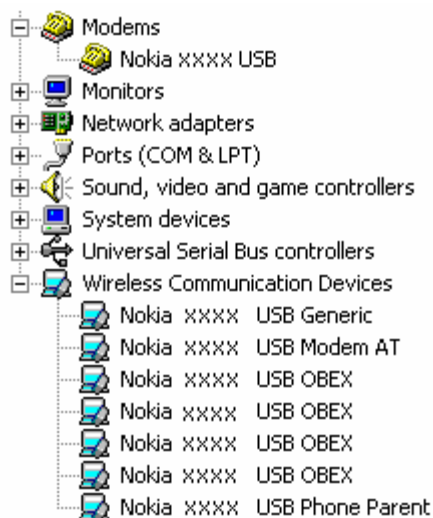 Modems
Nokia xxxx USB
Monitors
Network adapters
Ports (COM & LPT)
Sound, video and game controllers
System devices
Universal Serial Bus controllers
Wireless Communication Devices
Nokia xxxx USB Generic
Nokia xxxx USB Modem AT
Nokia xxxx USB OBEX
Nokia xxxx USB OBEX
Nokia xxxx USB OBEX
Nokia xxxx USB OBEX
Nokia xxxx USB Phone Parent